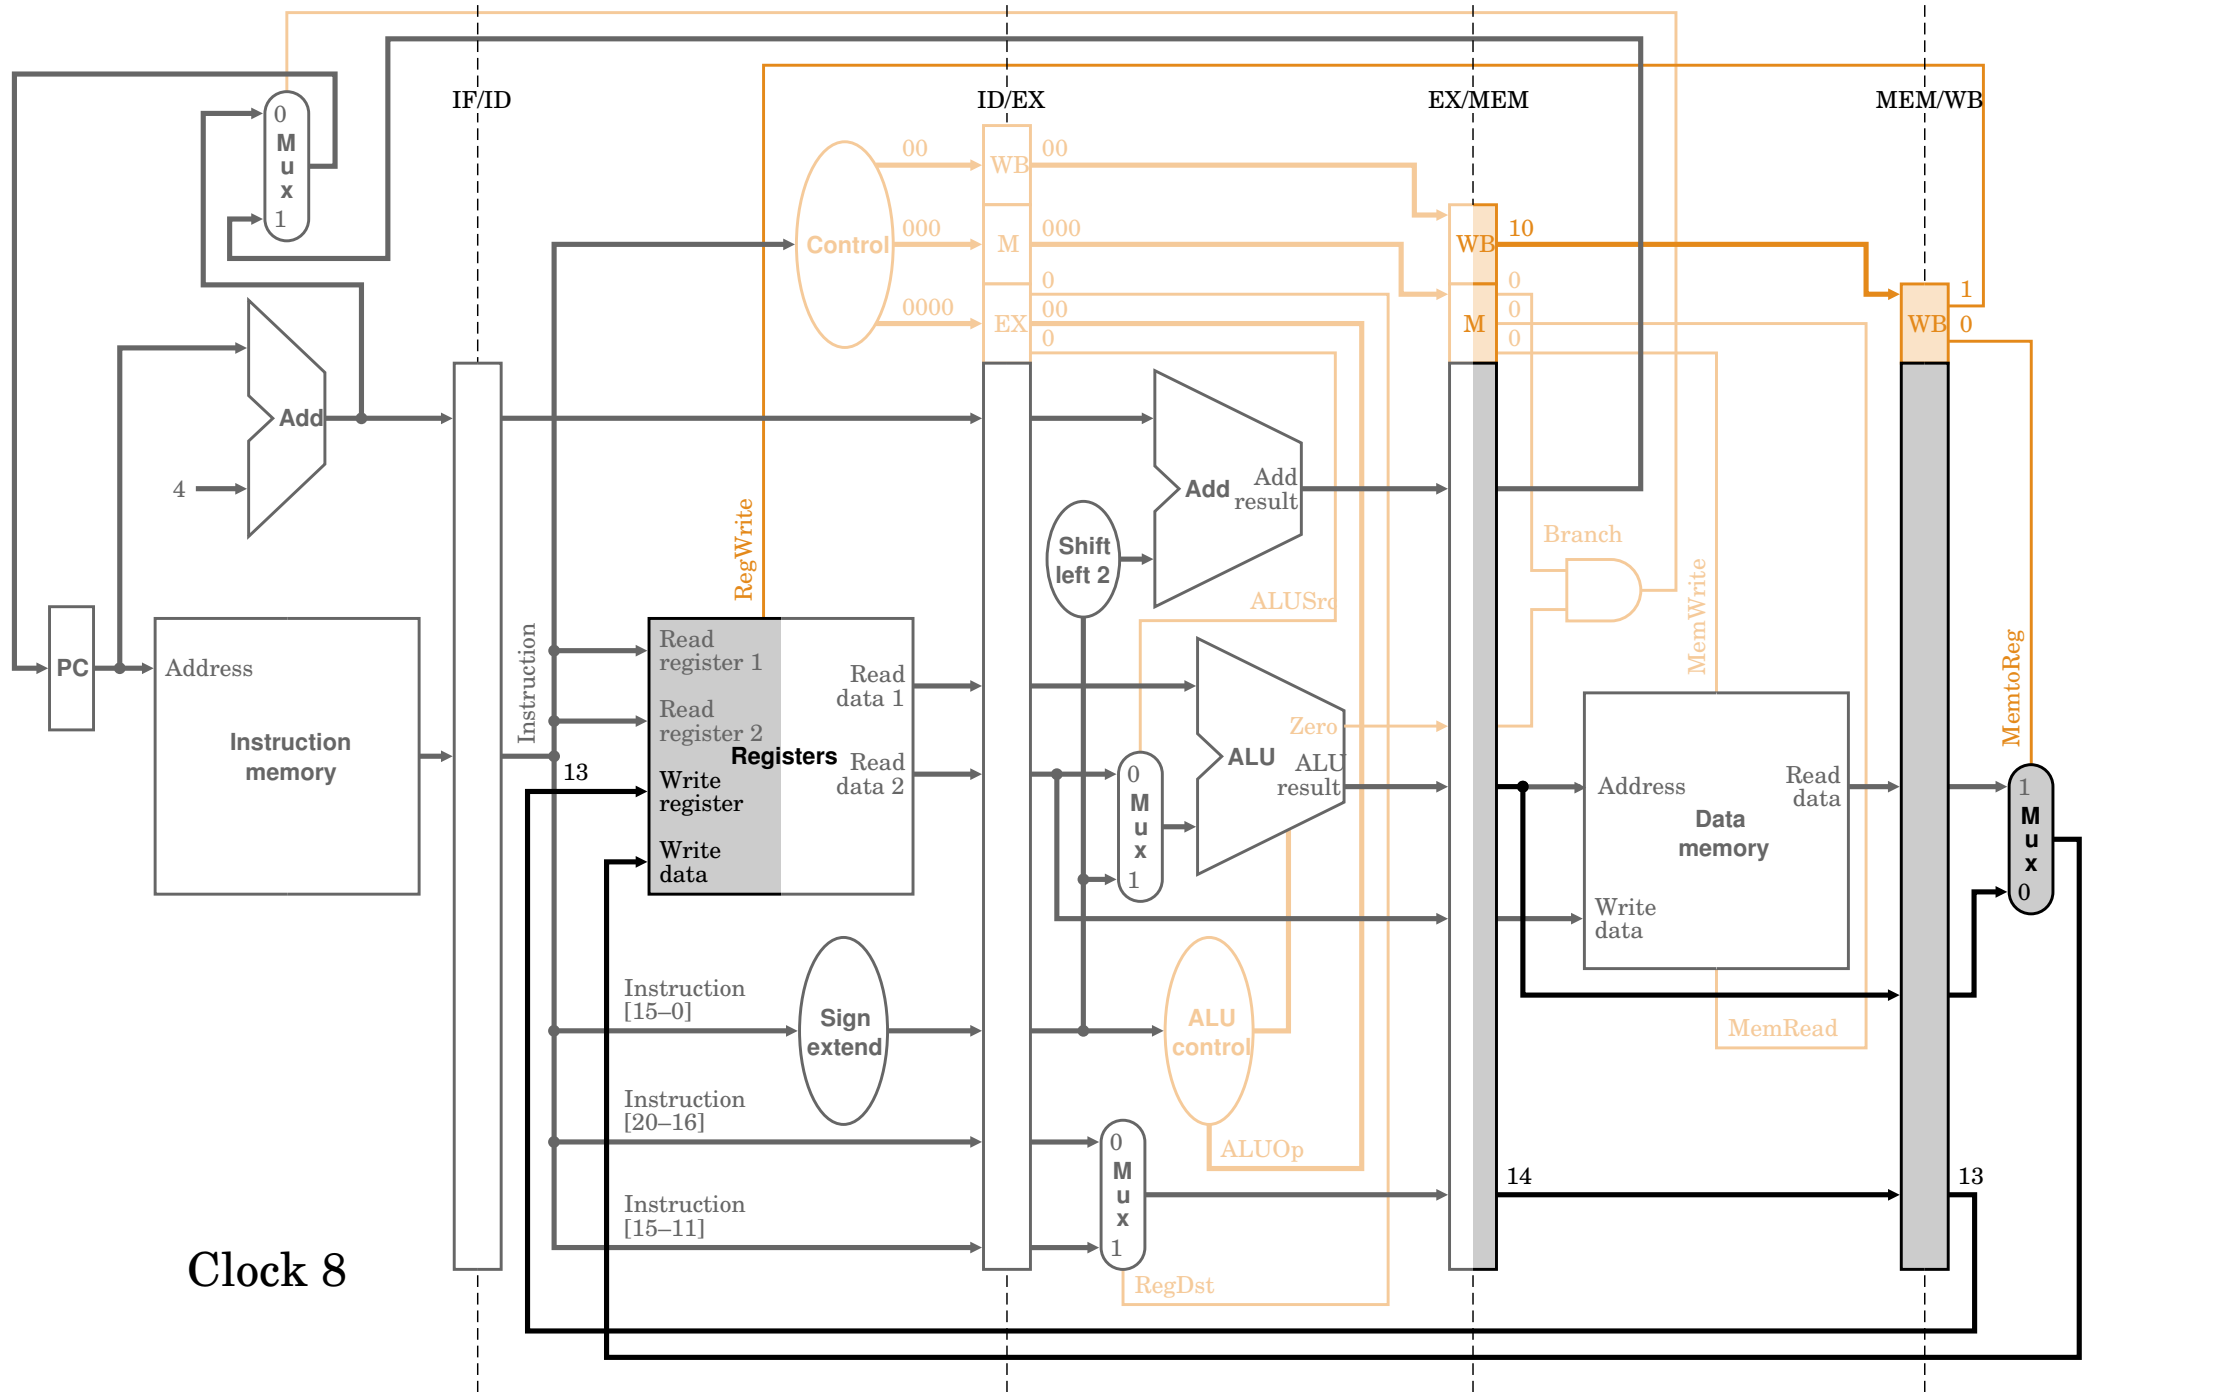 IF/ID
ID/EX
EX/MEM
MEM/WB
0
M
u
x
1
Control
00
000
0000
WB
M
EX
00
000
0
00
0
WB
M
10
0
0
0
WB
1
0
Add
4
RegWrite
Add
Add
result
Shift
left 2
Branch
ALUSrc
MemWrite
MemtoReg
PC
Address
Instruction
memory
Instruction
13
Read
register 1
Read
register 2
Registers
Write
register
Write
data
Read
data 1
Read
data 2
0
M
u
x
1
Zero
ALU
ALU
result
Address
Read
data
Data
memory
Write
data
1
M
u
x
0
Instruction
[15–0]
Sign
extend
ALU
control
MemRead
Instruction
[20–16]
0
M
u
x
1
ALUOp
14
13
Instruction
[15–11]
RegDst
Clock 8